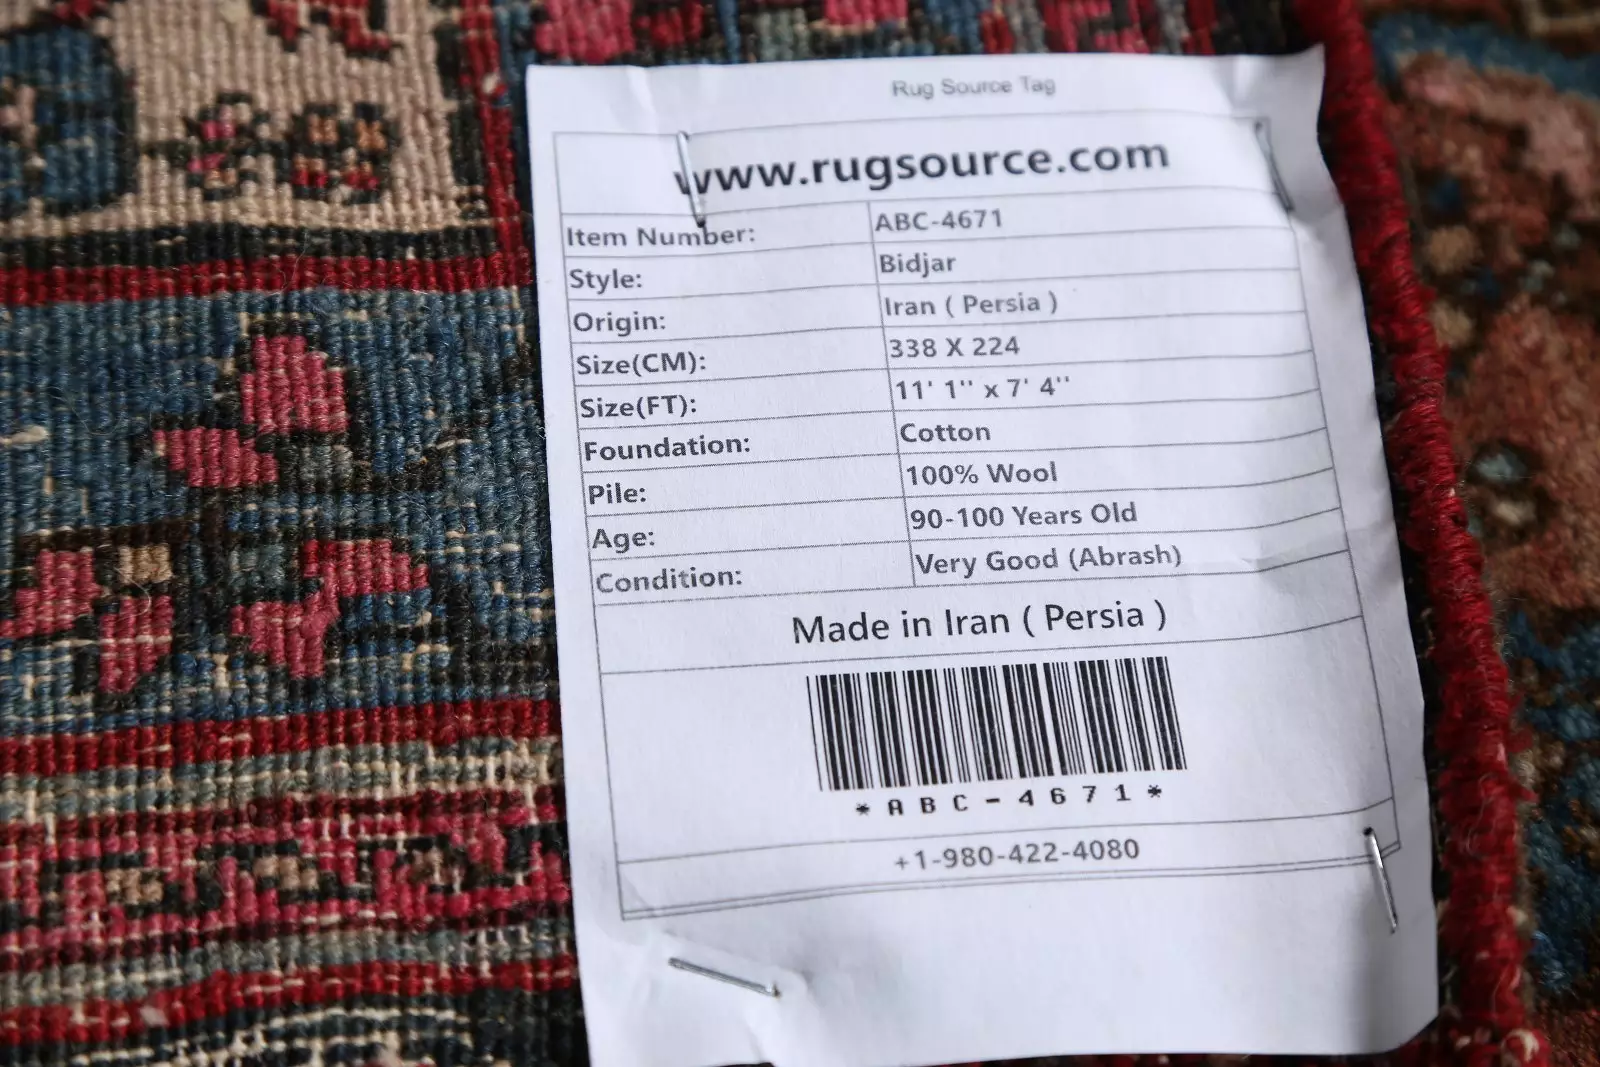 Rug Source Tag
www.rugsource.com
Item Number: ABC-4671
Style: Bidjar
Origin: Iran ( Persia )
Size(CM): 338 X 224
Size(FT): 11' 1'' x 7' 4''
Foundation: Cotton
Pile: 100% Wool
Age: 90-100 Years Old
Condition: Very Good (Abrash)
Made in Iran ( Persia )
*ABC-4671*
+1-980-422-4080